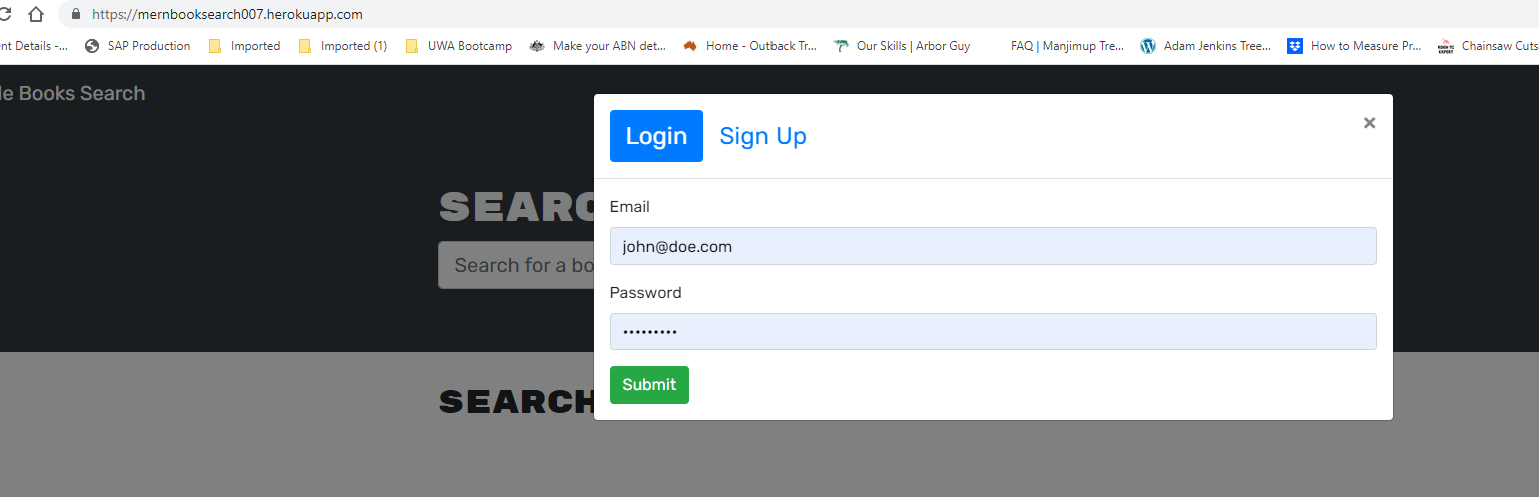 https://mernbooksearch007.herokuapp.com
nt Details -... SAP Production Imported Imported (1) UWA Bootcamp Make your ABN det... Home - Outback Tr... Our Skills | Arbor Guy FAQ | Manjimup Tre... Adam Jenkins Tree... How to Measure Pr... Chainsaw Cuts
le Books Search
Login Sign Up ×
SEARC
Email
john@doe.com
Search for a bo
Password
•••••••••
Submit
SEARCH